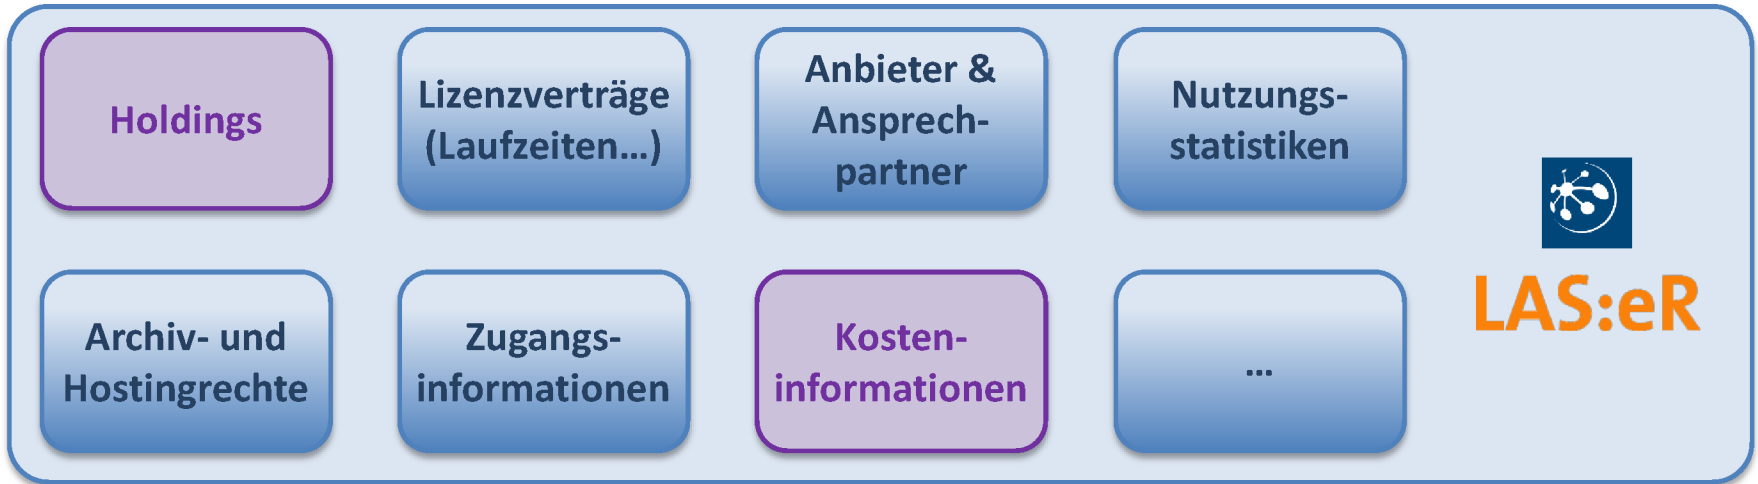 Holdings
Lizenzverträge
(Laufzeiten…)
Anbieter &
Ansprech-
partner
Nutzungs-
statistiken
Archiv- und
Hostingrechte
Zugangs-
informationen
Kosten-
informationen
…
LAS:eR